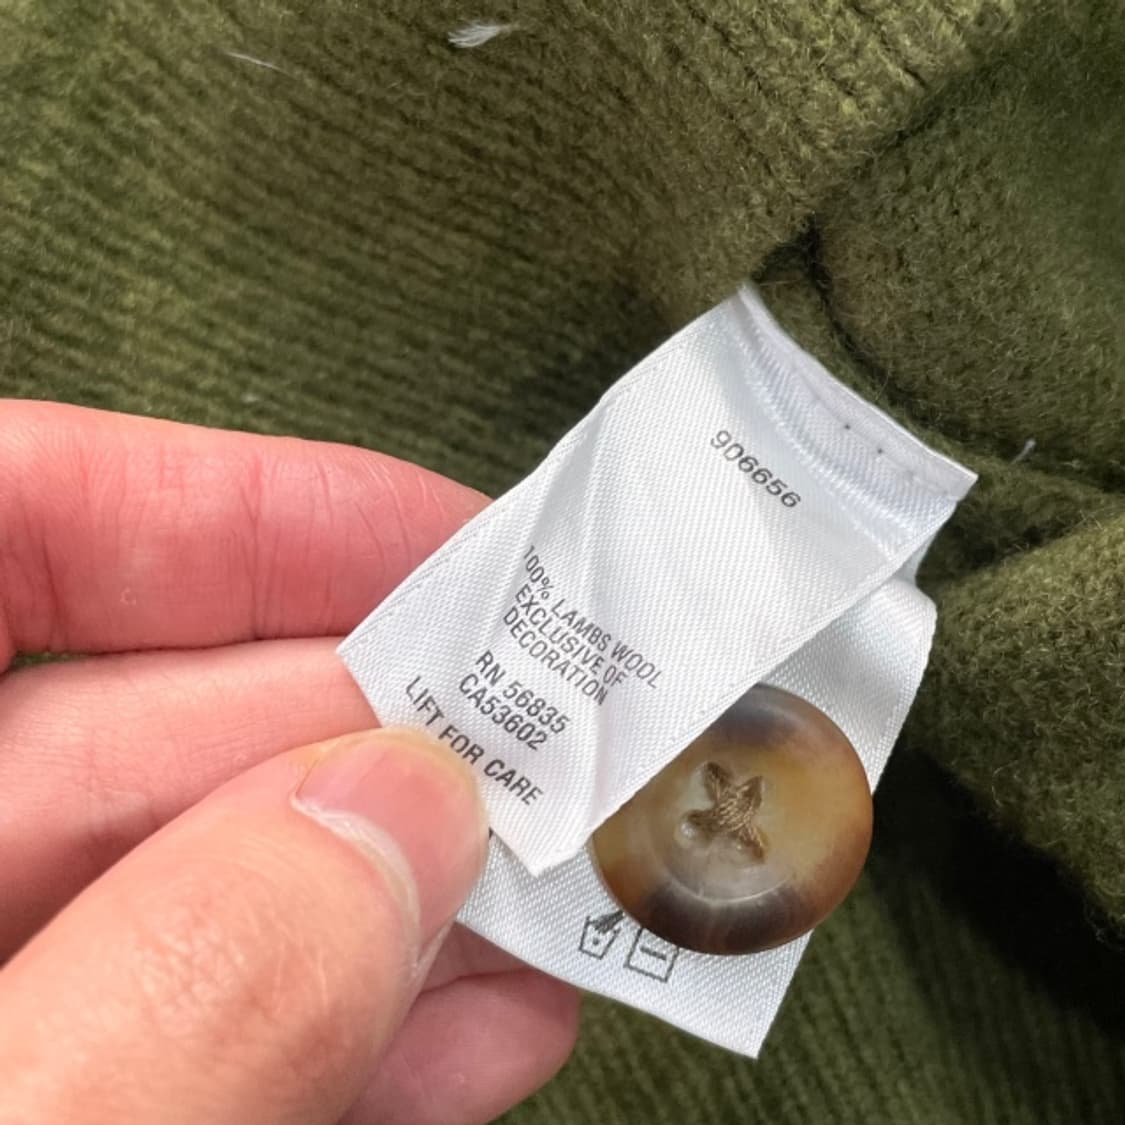 906656
100% LAMBS WOOL
EXCLUSIVE OF
DECORATION
RN 56835
CA53602
LIFT FOR CARE